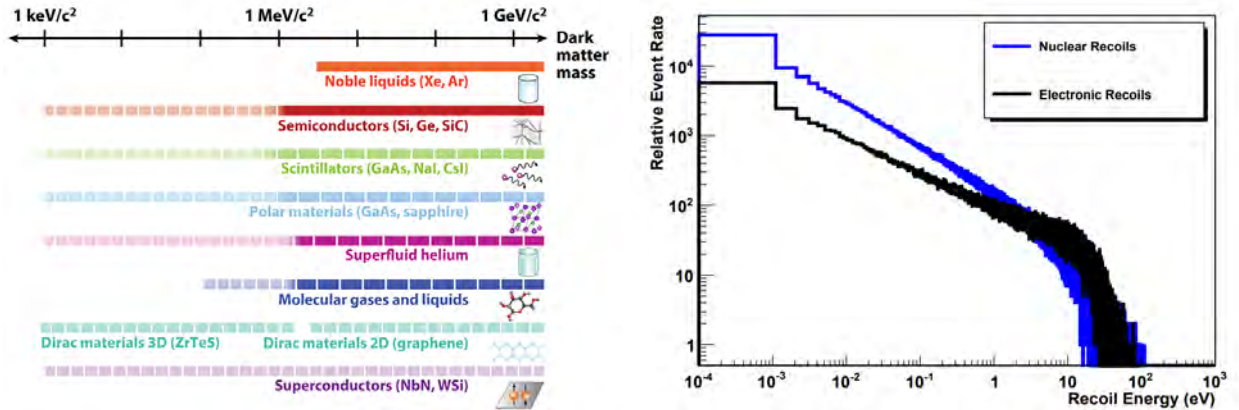 1 keV/c²
1 MeV/c²
1 GeV/c²
Dark
matter
mass
Noble liquids (Xe, Ar)
Semiconductors (Si, Ge, SiC)
Scintillators (GaAs, NaI, CsI)
Polar materials (GaAs, sapphire)
Superfluid helium
Molecular gases and liquids
Dirac materials 3D (ZrTe5)
Dirac materials 2D (graphene)
Superconductors (NbN, WSi)
Relative Event Rate
10⁴
10³
10²
10
1
Nuclear Recoils
Electronic Recoils
10⁻⁴
10⁻³
10⁻²
10⁻¹
1
10
10²
10³
Recoil Energy (eV)